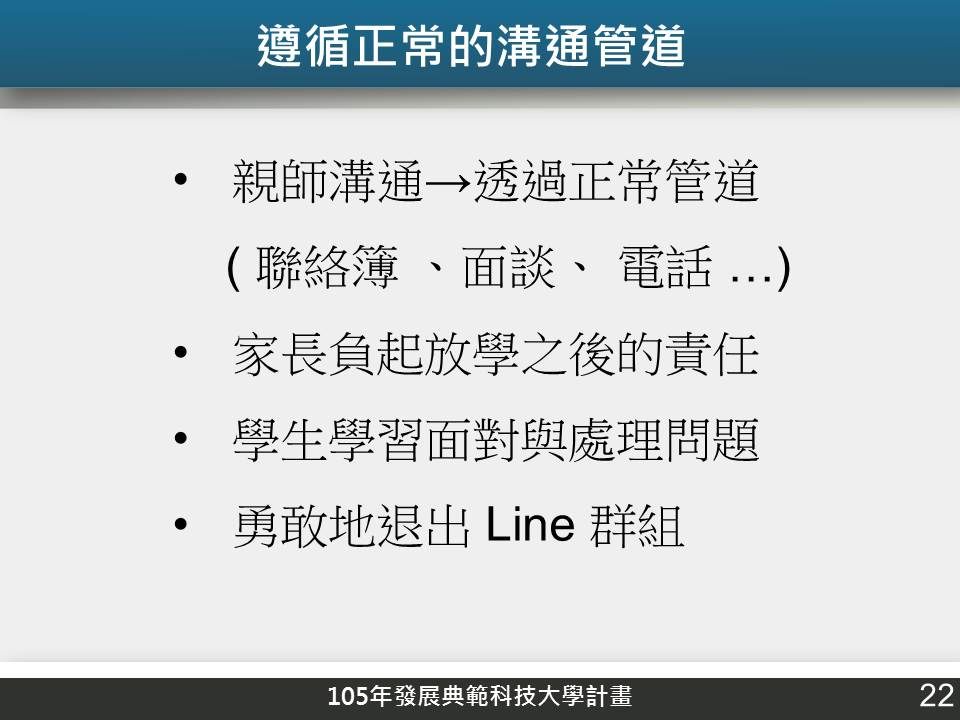 遵循正常的溝通管道
• 親師溝通→透過正常管道
( 聯絡簿 、面談、 電話 …)
• 家長負起放學之後的責任
• 學生學習面對與處理問題
• 勇敢地退出 Line 群組
105年發展典範科技大學計畫
22